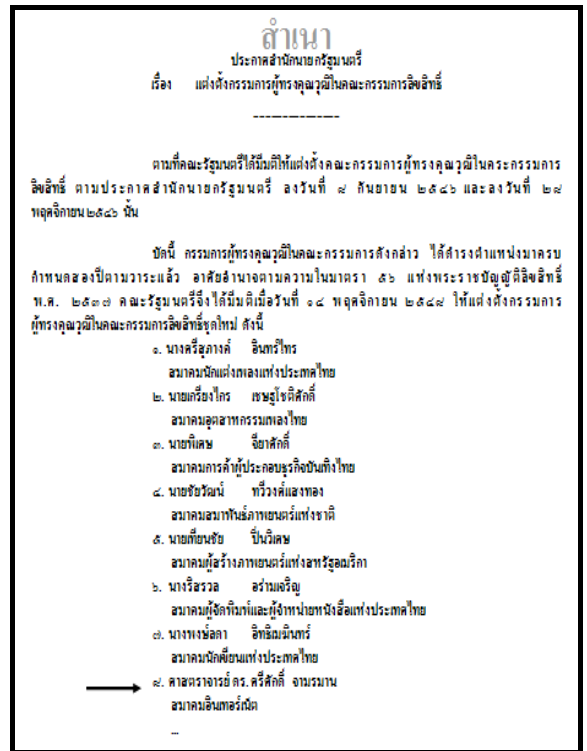 สำเนา
ประกาศสำนักนายกรัฐมนตรี
เรื่อง แต่งตั้งกรรมการผู้ทรงคุณวุฒิในคณะกรรมการลิขสิทธิ์
----------------
ตามที่คณะรัฐมนตรีได้มีมติให้แต่งตั้งคณะกรรมการผู้ทรงคุณวุฒิในคระกรรมการ
ลิขสิทธิ์ ตามประกาศสำนักนายกรัฐมนตรี ลงวันที่ ๙ กันยายน ๒๕๔๖ และลงวันที่ ๒๙
พฤศจิกายน ๒๕๔๖ นั้น
บัดนี้ กรรมการผู้ทรงคุณวุฒิในคณะกรรมการดังกล่าว ได้ดำรงตำแหน่งมาครบ
กำหนดสองปีตามวาระแล้ว อาศัยอำนาจตามความในมาตรา ๕๖ แห่งพระราชบัญญัติลิขสิทธิ์
พ.ศ. ๒๕๓๗ คณะรัฐมนตรีจึงได้มีมติเมื่อวันที่ ๑๔ พฤศจิกายน ๒๕๔๙ ให้แต่งตั้งกรรมการ
ผู้ทรงคุณวุฒิในคณะกรรมการลิขสิทธิ์ชุดใหม่ ดังนี้
๑. นางศรีสุภางค์ อินทร์ไทร
สมาคมนักแต่งเพลงแห่งประเทศไทย
๒. นายเกรียงไกร เชษฐโชติศักดิ์
สมาคมอุตสาหกรรมเพลงไทย
๓. นายพิเศษ จียาศักดิ์
สมาคมการค้าผู้ประกอบธุรกิจบันเทิงไทย
๔. นายชัยวัฒน์ ทวีวงศ์แสงทอง
สมาคมสมาพันธ์ภาพยนตร์แห่งชาติ
๕. นายเทียนชัย ปิ่นวิเศษ
สมาคมผู้สร้างภาพยนตร์แห่งสหรัฐอเมริกา
๖. นางริสรวล อร่ามเจริญ
สมาคมผู้จัดพิมพ์และผู้จำหน่ายหนังสือแห่งประเทศไทย
๗. นางพงษ์ลดา อิทธิเมฆินทร์
สมาคมนักเขียนแห่งประเทศไทย
๘. ศาสตราจารย์ ดร. ศรีศักดิ์ จามรมาน
สมาคมอินเทอร์เน็ต
...